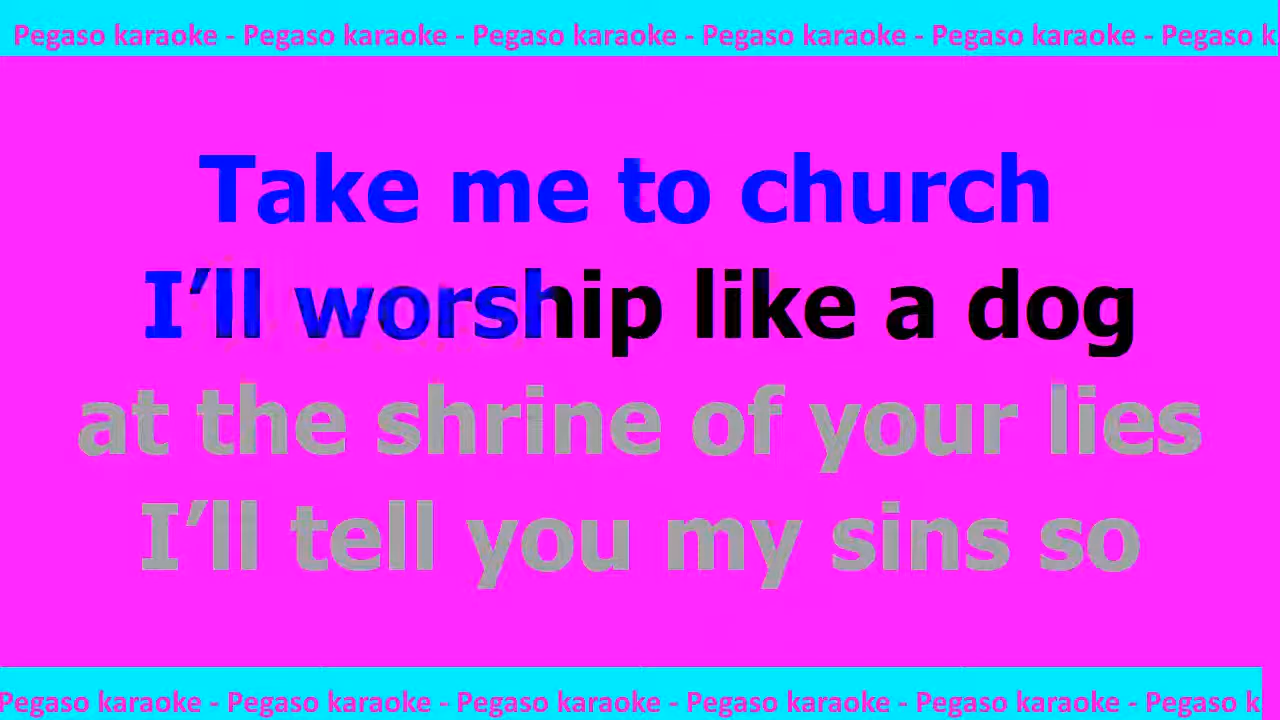 Pegaso karaoke - Pegaso karaoke - Pegaso karaoke - Pegaso karaoke - Pegaso karaoke - Pegaso k
Take me to church
I’ll worship like a dog
at the shrine of your lies
I’ll tell you my sins so
Pegaso karaoke - Pegaso karaoke - Pegaso karaoke - Pegaso karaoke - Pegaso karaoke - Pegaso k